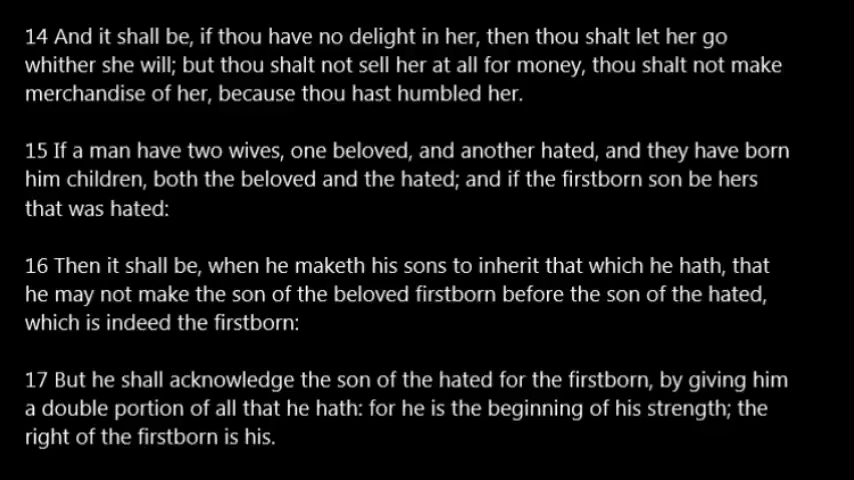 14 And it shall be, if thou have no delight in her, then thou shalt let her go
whither she will; but thou shalt not sell her at all for money, thou shalt not make
merchandise of her, because thou hast humbled her.
15 If a man have two wives, one beloved, and another hated, and they have born
him children, both the beloved and the hated; and if the firstborn son be hers
that was hated:
16 Then it shall be, when he maketh his sons to inherit that which he hath, that
he may not make the son of the beloved firstborn before the son of the hated,
which is indeed the firstborn:
17 But he shall acknowledge the son of the hated for the firstborn, by giving him
a double portion of all that he hath: for he is the beginning of his strength; the
right of the firstborn is his.